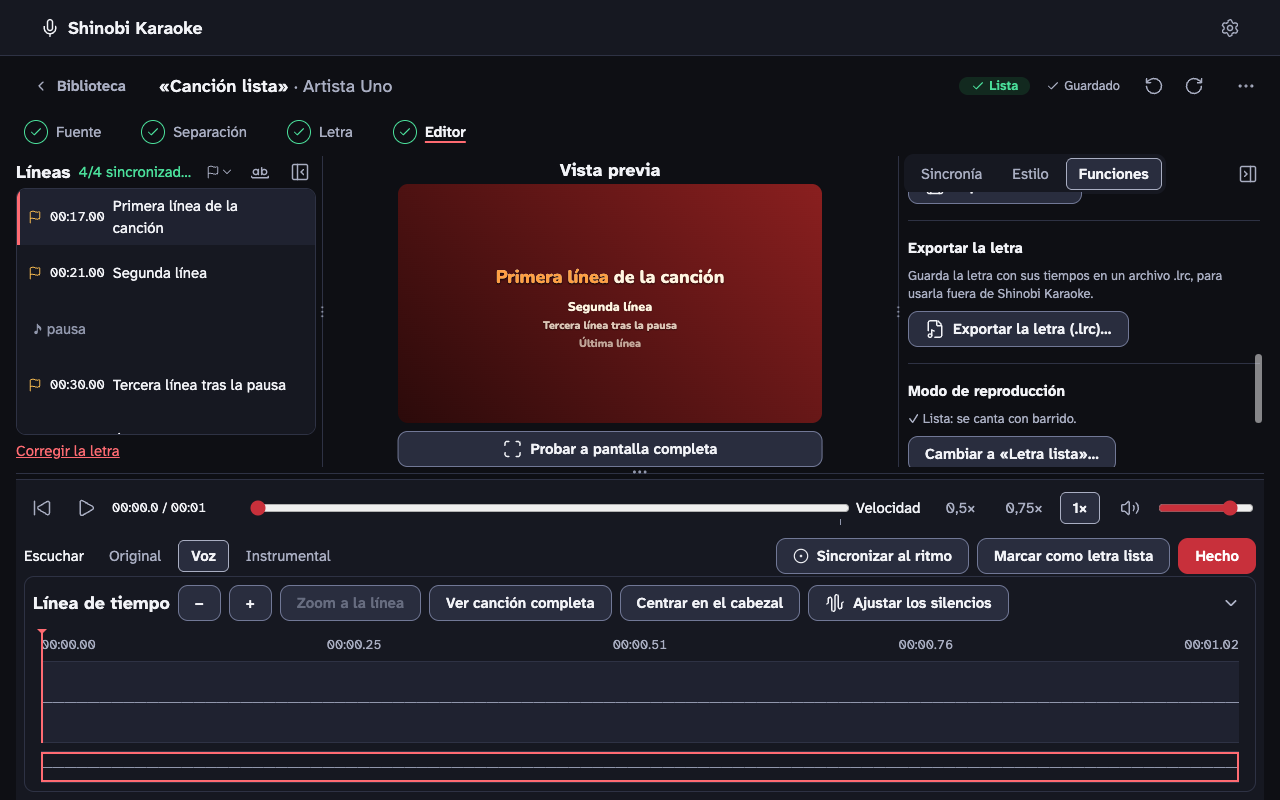 Shinobi Karaoke
Biblioteca
«Canción lista» · Artista Uno
Lista
Guardado
Fuente
Separación
Letra
Editor
Líneas
4/4 sincronizad...
ab
00:17.00 Primera línea de la
canción
00:21.00 Segunda línea
pausa
00:30.00 Tercera línea tras la pausa
Corregir la letra
Vista previa
Primera línea de la canción
Segunda línea
Tercera línea tras la pausa
Última línea
Probar a pantalla completa
Sincronía
Estilo
Funciones
Exportar la letra
Guarda la letra con sus tiempos en un archivo .lrc, para
usarla fuera de Shinobi Karaoke.
Exportar la letra (.lrc)...
Modo de reproducción
✓ Lista: se canta con barrido.
Cambiar a «Letra lista»...
00:00.0 / 00:01
Velocidad
0,5×
0,75×
1×
Escuchar
Original
Voz
Instrumental
Sincronizar al ritmo
Marcar como letra lista
Hecho
Línea de tiempo
−
+
Zoom a la línea
Ver canción completa
Centrar en el cabezal
Ajustar los silencios
00:00.00
00:00.25
00:00.51
00:00.76
00:01.02